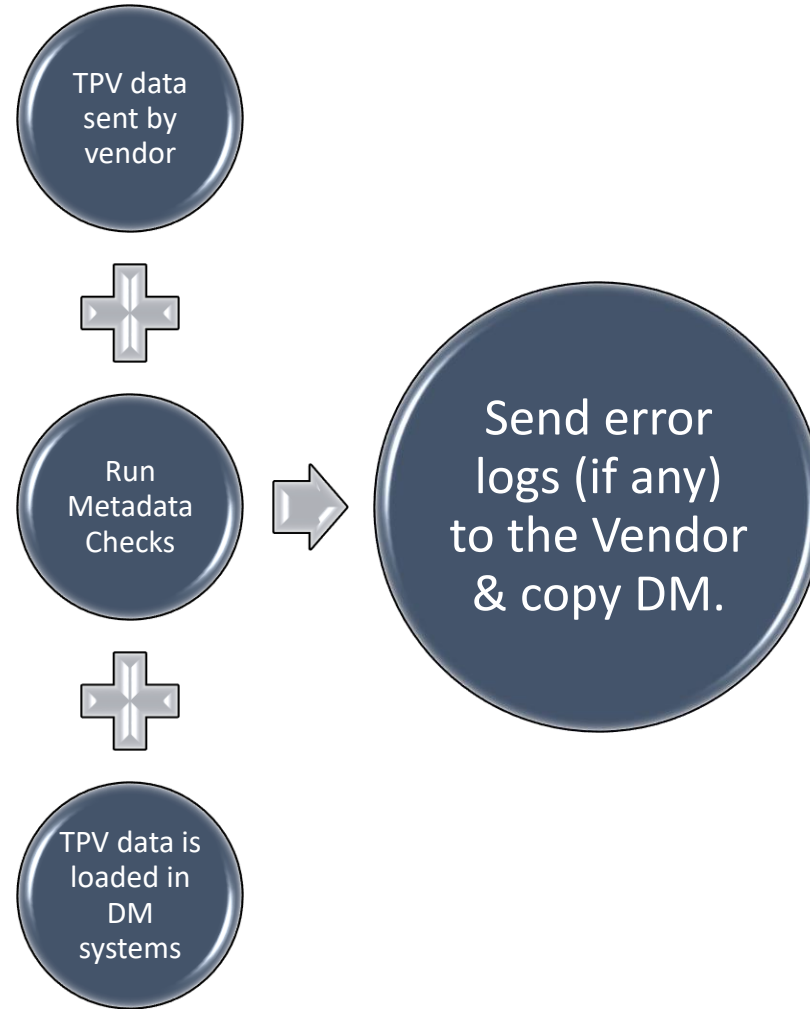 TPV data
sent by
vendor
Run
Metadata
Checks
TPV data is
loaded in
DM
systems
Send error
logs (if any)
to the Vendor
& copy DM.